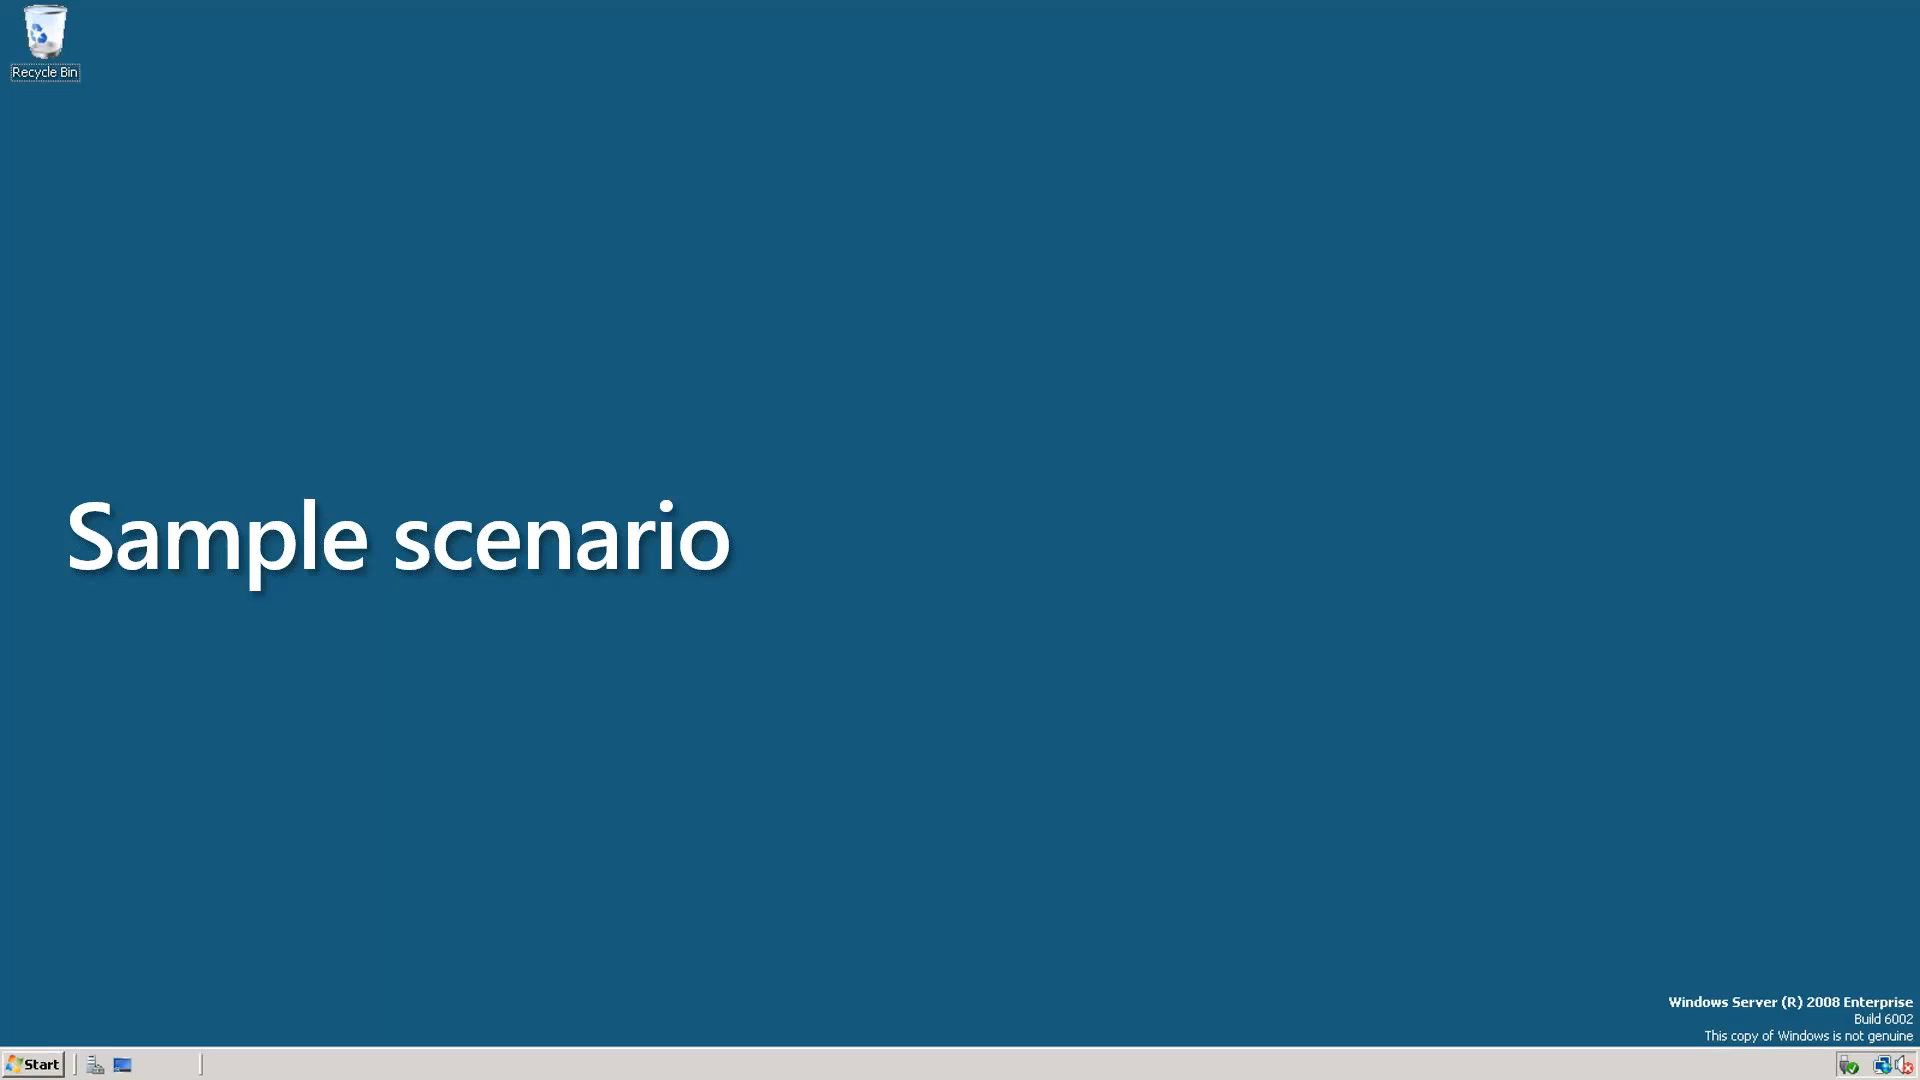 Recycle Bin
Sample scenario
Windows Server (R) 2008 Enterprise
Build 6002
This copy of Windows is not genuine
Start